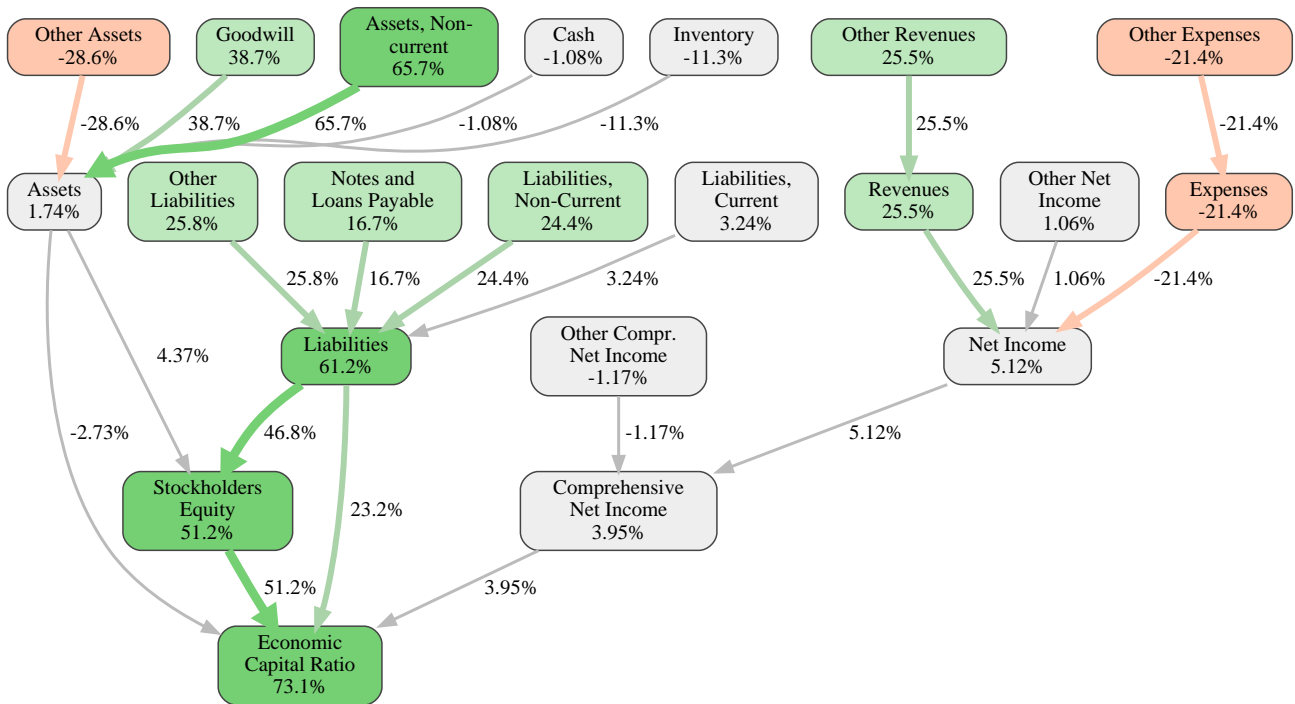 Other Assets
-28.6%
Goodwill
38.7%
Assets, Non-
current
65.7%
Cash
-1.08%
Inventory
-11.3%
Other Revenues
25.5%
Other Expenses
-21.4%
-28.6%
38.7%
65.7%
-1.08%
-11.3%
25.5%
-21.4%
Assets
1.74%
Other
Liabilities
25.8%
Notes and
Loans Payable
16.7%
Liabilities,
Non-Current
24.4%
Liabilities,
Current
3.24%
Revenues
25.5%
Other Net
Income
1.06%
Expenses
-21.4%
25.8%
16.7%
24.4%
3.24%
25.5%
1.06%
-21.4%
Liabilities
61.2%
Other Compr.
Net Income
-1.17%
Net Income
5.12%
4.37%
-2.73%
46.8%
-1.17%
5.12%
Stockholders
Equity
51.2%
23.2%
Comprehensive
Net Income
3.95%
51.2%
3.95%
Economic
Capital Ratio
73.1%